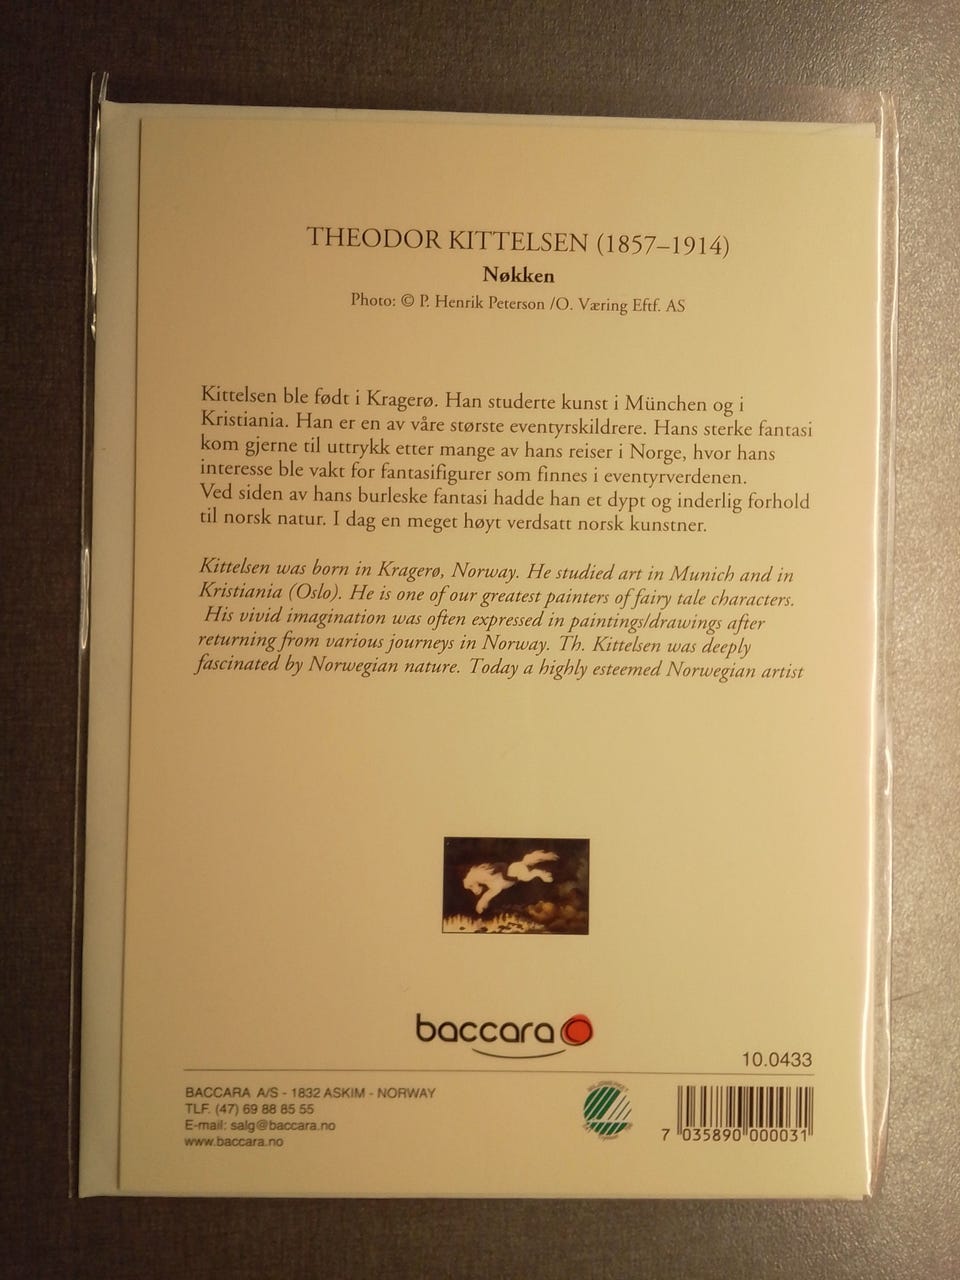 THEODOR KITTELSEN (1857–1914)
Nøkken
Photo: © P. Henrik Peterson /O. Væring Eftf. AS
Kittelsen ble født i Kragerø. Han studerte kunst i München og i
Kristiania. Han er en av våre største eventyrskildrere. Hans sterke fantasi
kom gjerne til uttrykk etter mange av hans reiser i Norge, hvor hans
interesse ble vakt for fantasifigurer som finnes i eventyrverdenen.
Ved siden av hans burleske fantasi hadde han et dypt og inderlig forhold
til norsk natur. I dag en meget høyt verdsatt norsk kunstner.
Kittelsen was born in Kragerø, Norway. He studied art in Munich and in
Kristiania (Oslo). He is one of our greatest painters of fairy tale characters.
His vivid imagination was often expressed in paintings/drawings after
returning from various journeys in Norway. Th. Kittelsen was deeply
fascinated by Norwegian nature. Today a highly esteemed Norwegian artist
baccara
10.0433
BACCARA A/S - 1832 ASKIM - NORWAY
TLF. (47) 69 88 85 55
E-mail: salg@baccara.no
www.baccara.no
7 035890 000031